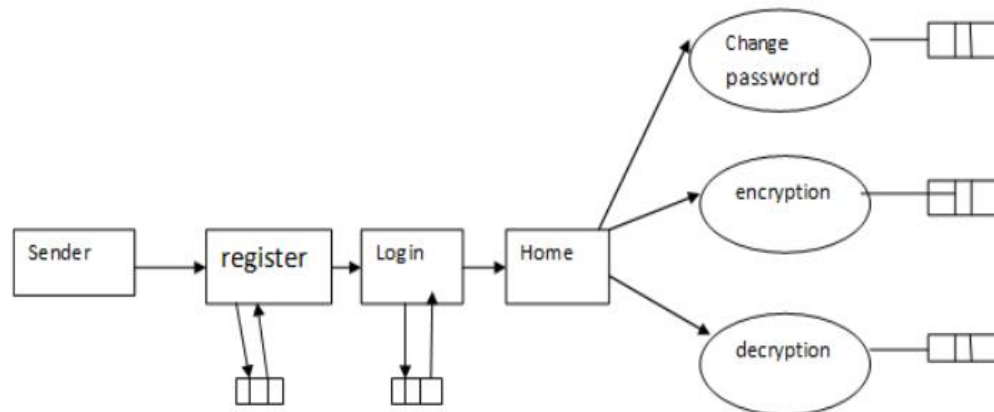 Change
password
encryption
Sender
register
Login
Home
decryption